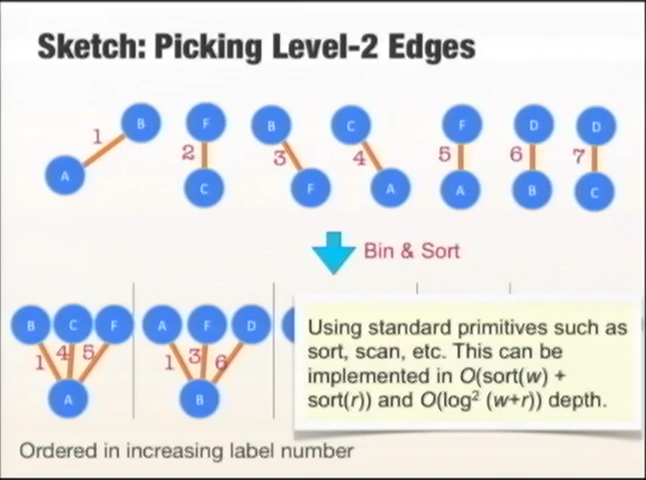 Sketch: Picking Level-2 Edges
B F B C F D D
1 2 3 4 5 6 7
A C F A A B C
Bin & Sort
B C F A F D
1 4 5 1 3 6
A B
Using standard primitives such as
sort, scan, etc. This can be
implemented in O(sort(w) +
sort(r)) and O(log² (w+r)) depth.
Ordered in increasing label number